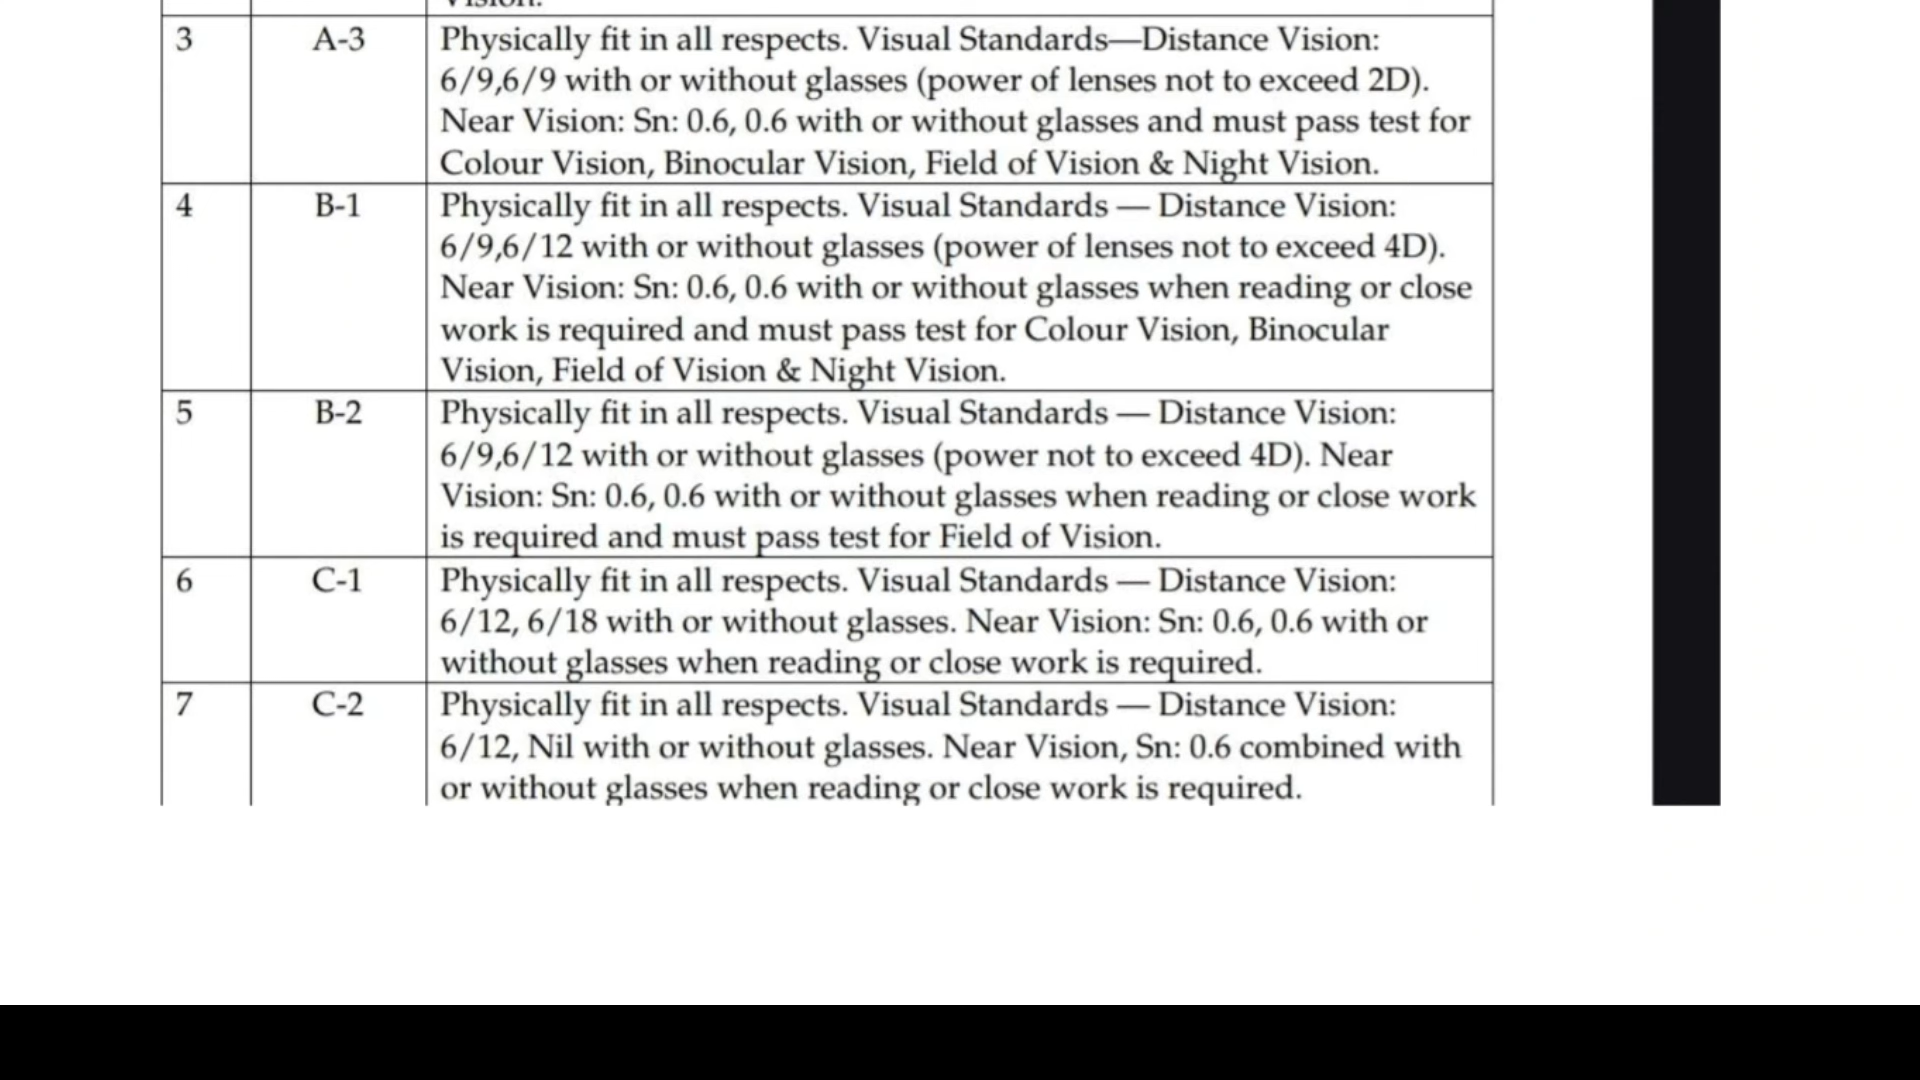 Vision.
3 A-3 Physically fit in all respects. Visual Standards—Distance Vision:
6/9,6/9 with or without glasses (power of lenses not to exceed 2D).
Near Vision: Sn: 0.6, 0.6 with or without glasses and must pass test for
Colour Vision, Binocular Vision, Field of Vision & Night Vision.
4 B-1 Physically fit in all respects. Visual Standards — Distance Vision:
6/9,6/12 with or without glasses (power of lenses not to exceed 4D).
Near Vision: Sn: 0.6, 0.6 with or without glasses when reading or close
work is required and must pass test for Colour Vision, Binocular
Vision, Field of Vision & Night Vision.
5 B-2 Physically fit in all respects. Visual Standards — Distance Vision:
6/9,6/12 with or without glasses (power not to exceed 4D). Near
Vision: Sn: 0.6, 0.6 with or without glasses when reading or close work
is required and must pass test for Field of Vision.
6 C-1 Physically fit in all respects. Visual Standards — Distance Vision:
6/12, 6/18 with or without glasses. Near Vision: Sn: 0.6, 0.6 with or
without glasses when reading or close work is required.
7 C-2 Physically fit in all respects. Visual Standards — Distance Vision:
6/12, Nil with or without glasses. Near Vision, Sn: 0.6 combined with
or without glasses when reading or close work is required.